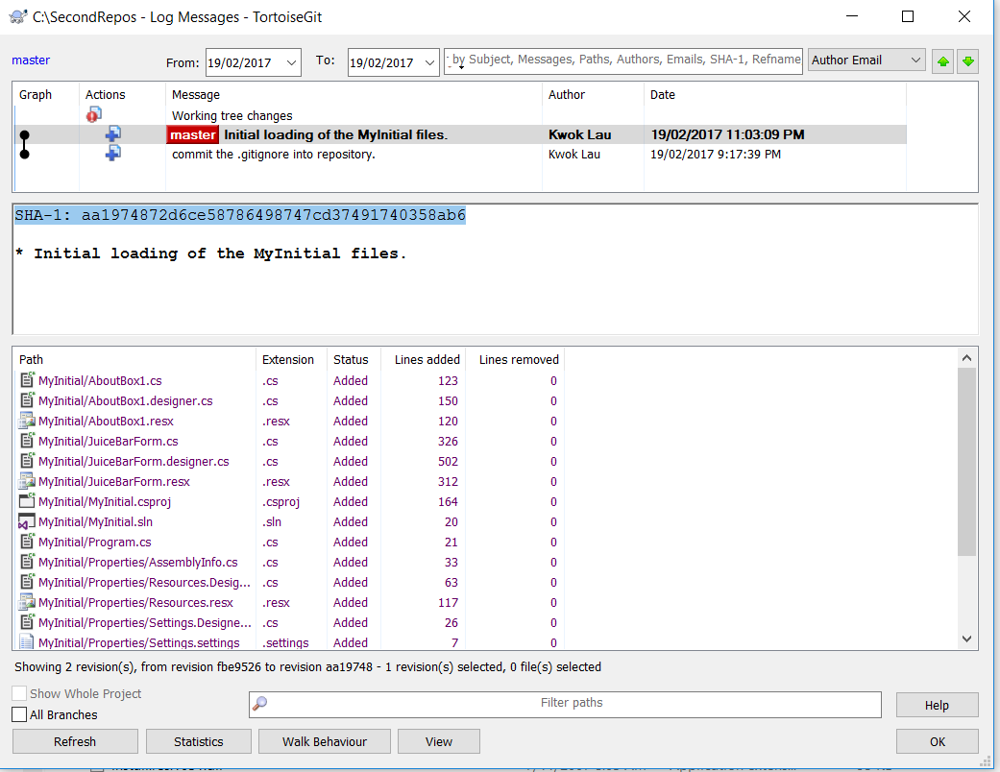 C:\SecondRepos - Log Messages - TortoiseGit
master From: 19/02/2017 To: 19/02/2017 by Subject, Messages, Paths, Authors, Emails, SHA-1, Refname Author Email
Graph Actions Message Author Date
Working tree changes
master Initial loading of the MyInitial files. Kwok Lau 19/02/2017 11:03:09 PM
commit the .gitignore into repository. Kwok Lau 19/02/2017 9:17:39 PM
SHA-1: aa1974872d6ce58786498747cd37491740358ab6
* Initial loading of the MyInitial files.
Path Extension Status Lines added Lines removed
MyInitial/AboutBox1.cs .cs Added 123 0
MyInitial/AboutBox1.designer.cs .cs Added 150 0
MyInitial/AboutBox1.resx .resx Added 120 0
MyInitial/JuiceBarForm.cs .cs Added 326 0
MyInitial/JuiceBarForm.designer.cs .cs Added 502 0
MyInitial/JuiceBarForm.resx .resx Added 312 0
MyInitial/MyInitial.csproj .csproj Added 164 0
MyInitial/MyInitial.sln .sln Added 20 0
MyInitial/Program.cs .cs Added 21 0
MyInitial/Properties/AssemblyInfo.cs .cs Added 33 0
MyInitial/Properties/Resources.Desig... .cs Added 63 0
MyInitial/Properties/Resources.resx .resx Added 117 0
MyInitial/Properties/Settings.Designe... .cs Added 26 0
MyInitial/Properties/Settings.settings .settings Added 7 0
Showing 2 revision(s), from revision fbe9526 to revision aa19748 - 1 revision(s) selected, 0 file(s) selected
Show Whole Project
All Branches
Filter paths
Help
Refresh Statistics Walk Behaviour View OK